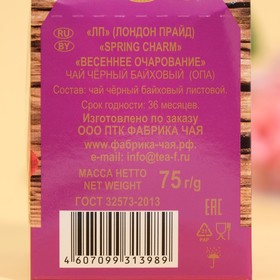 RU
«ЛП» (ЛОНДОН ПРАЙД)
BY
«SPRING CHARM»
«ВЕСЕННЕЕ ОЧАРОВАНИЕ»
ЧАЙ ЧЁРНЫЙ БАЙХОВЫЙ (ОПА)
Состав: чай чёрный байховый листовой.
Срок годности: 36 месяцев.
Изготовлено по заказу
ООО ПТК ФАБРИКА ЧАЯ
www.фабрика-чая.рф.
e-mail: info@tea-f.ru
МАССА НЕТТО
NET WEIGHT
75 г/g
ГОСТ 32573-2013
EAC
4 607099 313989